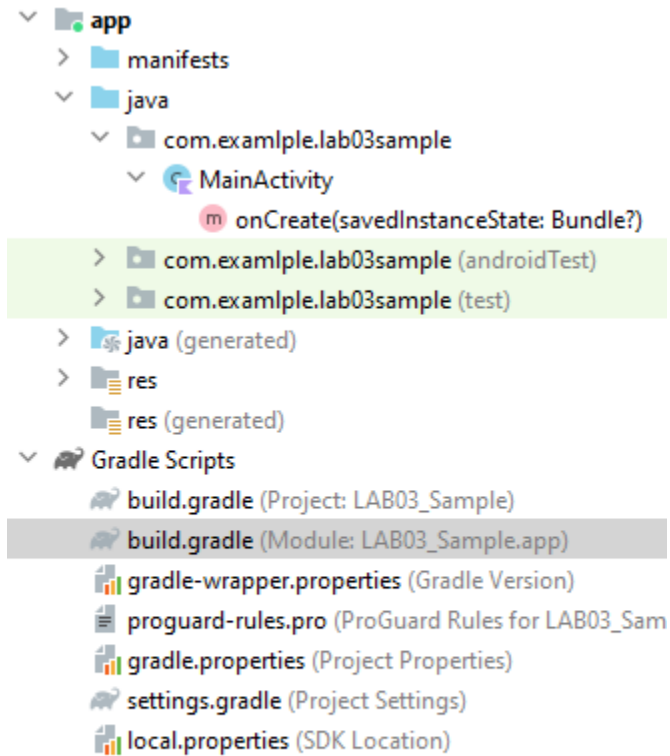 app
manifests
java
com.examlple.lab03sample
MainActivity
m onCreate(savedInstanceState: Bundle?)
com.examlple.lab03sample (androidTest)
com.examlple.lab03sample (test)
java (generated)
res
res (generated)
Gradle Scripts
build.gradle (Project: LAB03_Sample)
build.gradle (Module: LAB03_Sample.app)
gradle-wrapper.properties (Gradle Version)
proguard-rules.pro (ProGuard Rules for LAB03_Sam
gradle.properties (Project Properties)
settings.gradle (Project Settings)
local.properties (SDK Location)